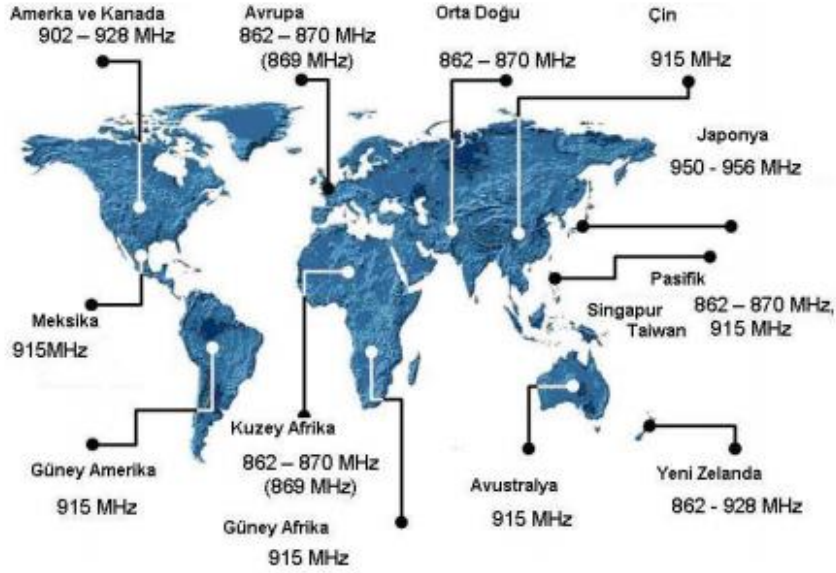 Amerka ve Kanada
902 – 928 MHz
Avrupa
862 – 870 MHz
(869 MHz)
Orta Doğu
862 – 870 MHz
Çin
915 MHz
Japonya
950 - 956 MHz
Pasifik
Singapur
Taiwan
862 – 870 MHz,
915 MHz
Meksika
915MHz
Güney Amerika
915 MHz
Kuzey Afrika
862 – 870 MHz
(869 MHz)
Güney Afrika
915 MHz
Avustralya
915 MHz
Yeni Zelanda
862 - 928 MHz